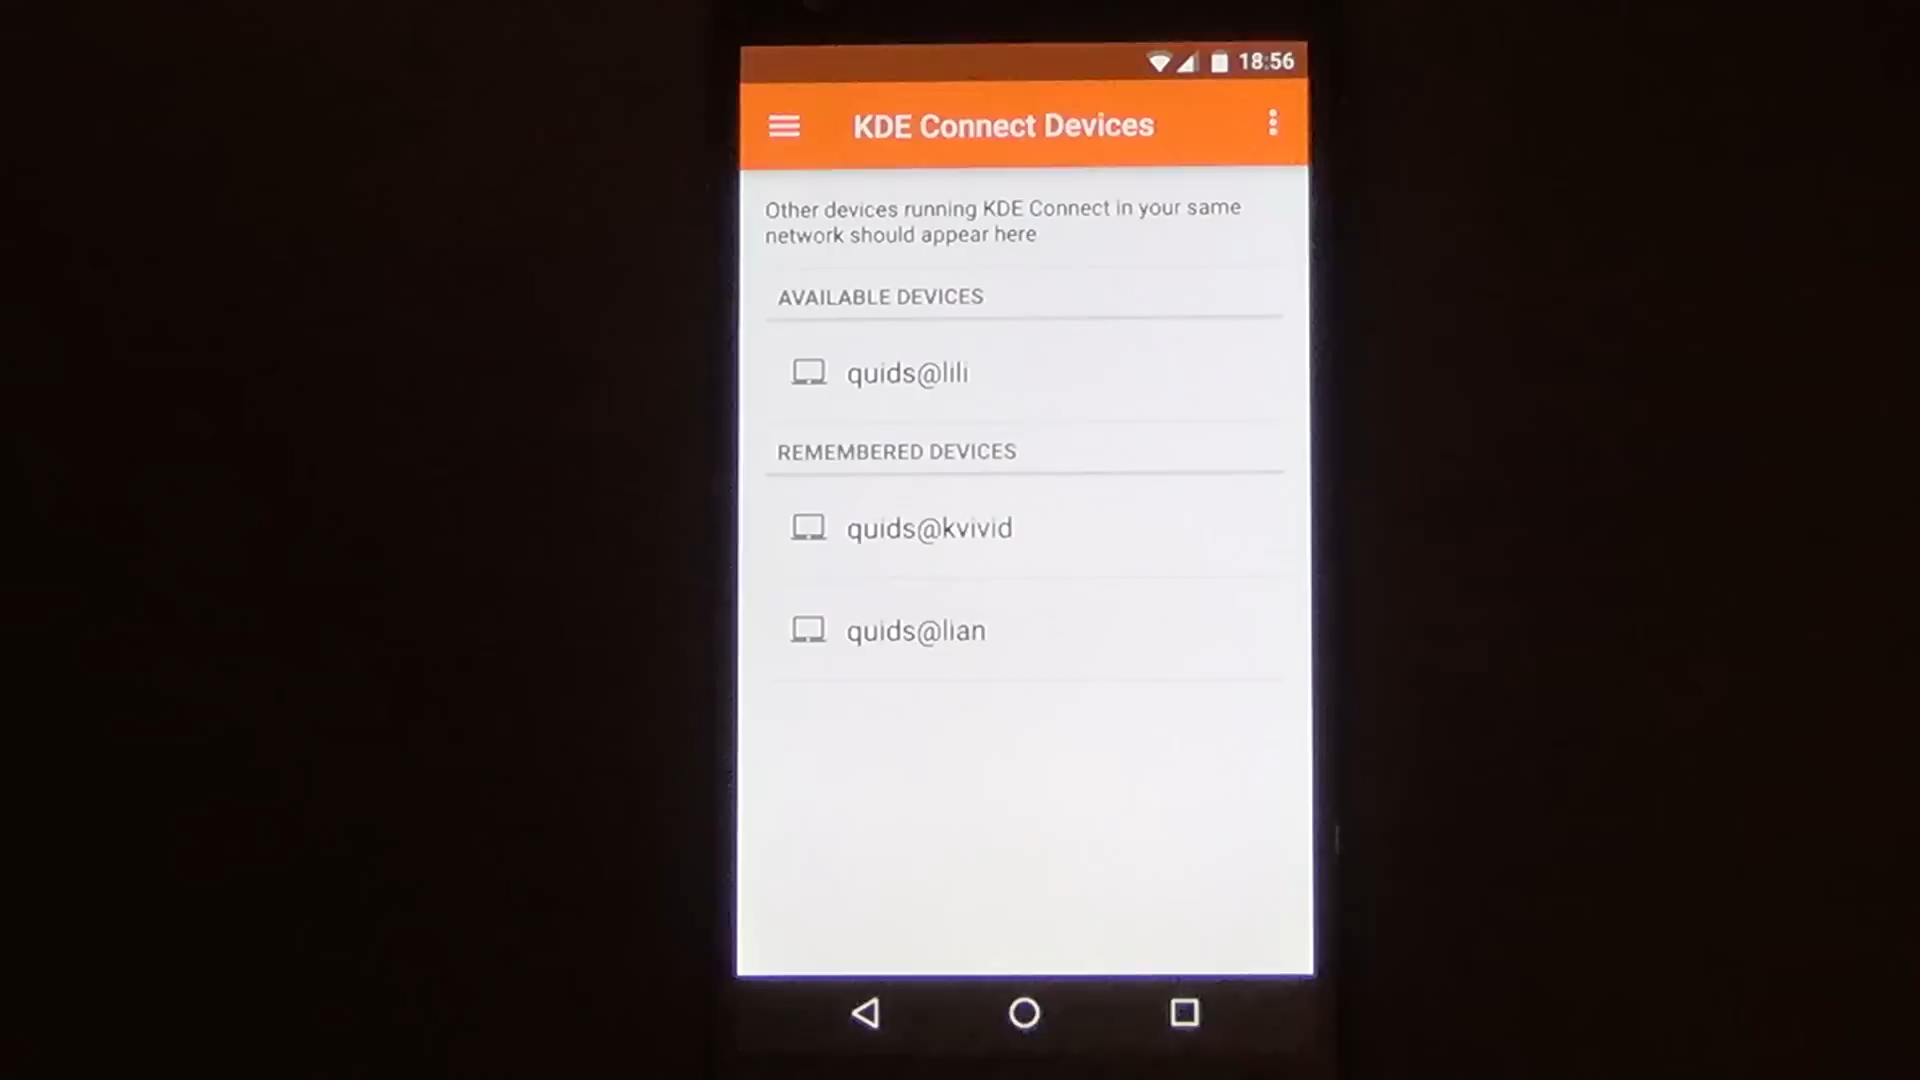 18:56
KDE Connect Devices
Other devices running KDE Connect in your same
network should appear here
AVAILABLE DEVICES
quids@lili
REMEMBERED DEVICES
quids@kvivid
quids@lian